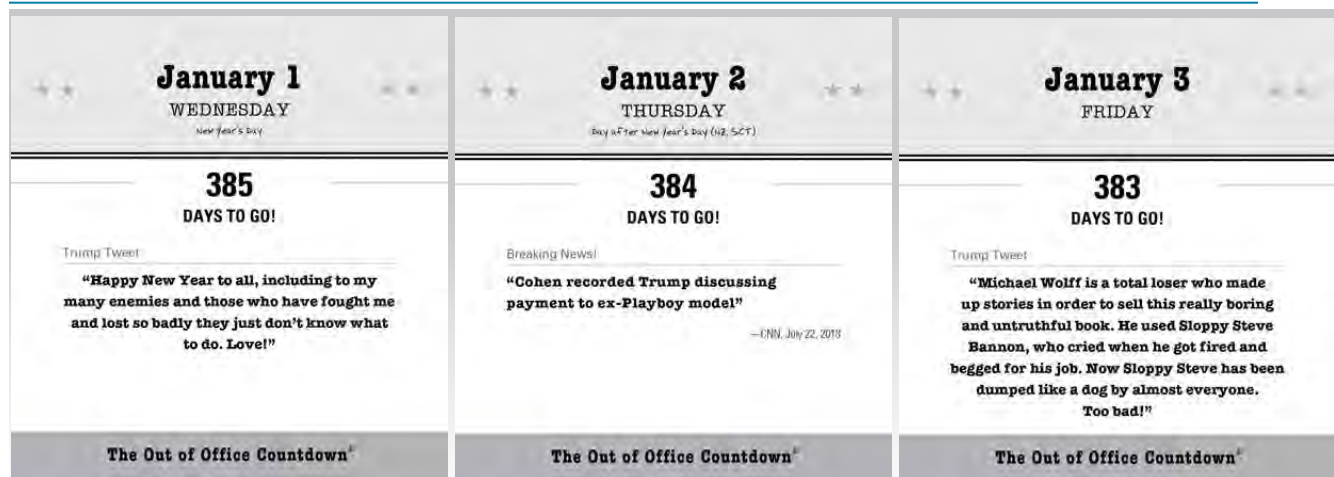 January 1
WEDNESDAY
New Year's Day
385
DAYS TO GO!
Trump Tweet
“Happy New Year to all, including to my
many enemies and those who have fought me
and lost so badly they just don’t know what
to do. Love!”
The Out of Office Countdown
January 2
THURSDAY
Day after New Year's Day (NZ, SCT)
384
DAYS TO GO!
Breaking News!
“Cohen recorded Trump discussing
payment to ex-Playboy model”
—CNN, July 22, 2018
The Out of Office Countdown
January 3
FRIDAY
383
DAYS TO GO!
Trump Tweet
“Michael Wolff is a total loser who made
up stories in order to sell this really boring
and untruthful book. He used Sloppy Steve
Bannon, who cried when he got fired and
begged for his job. Now Sloppy Steve has been
dumped like a dog by almost everyone.
Too bad!”
The Out of Office Countdown